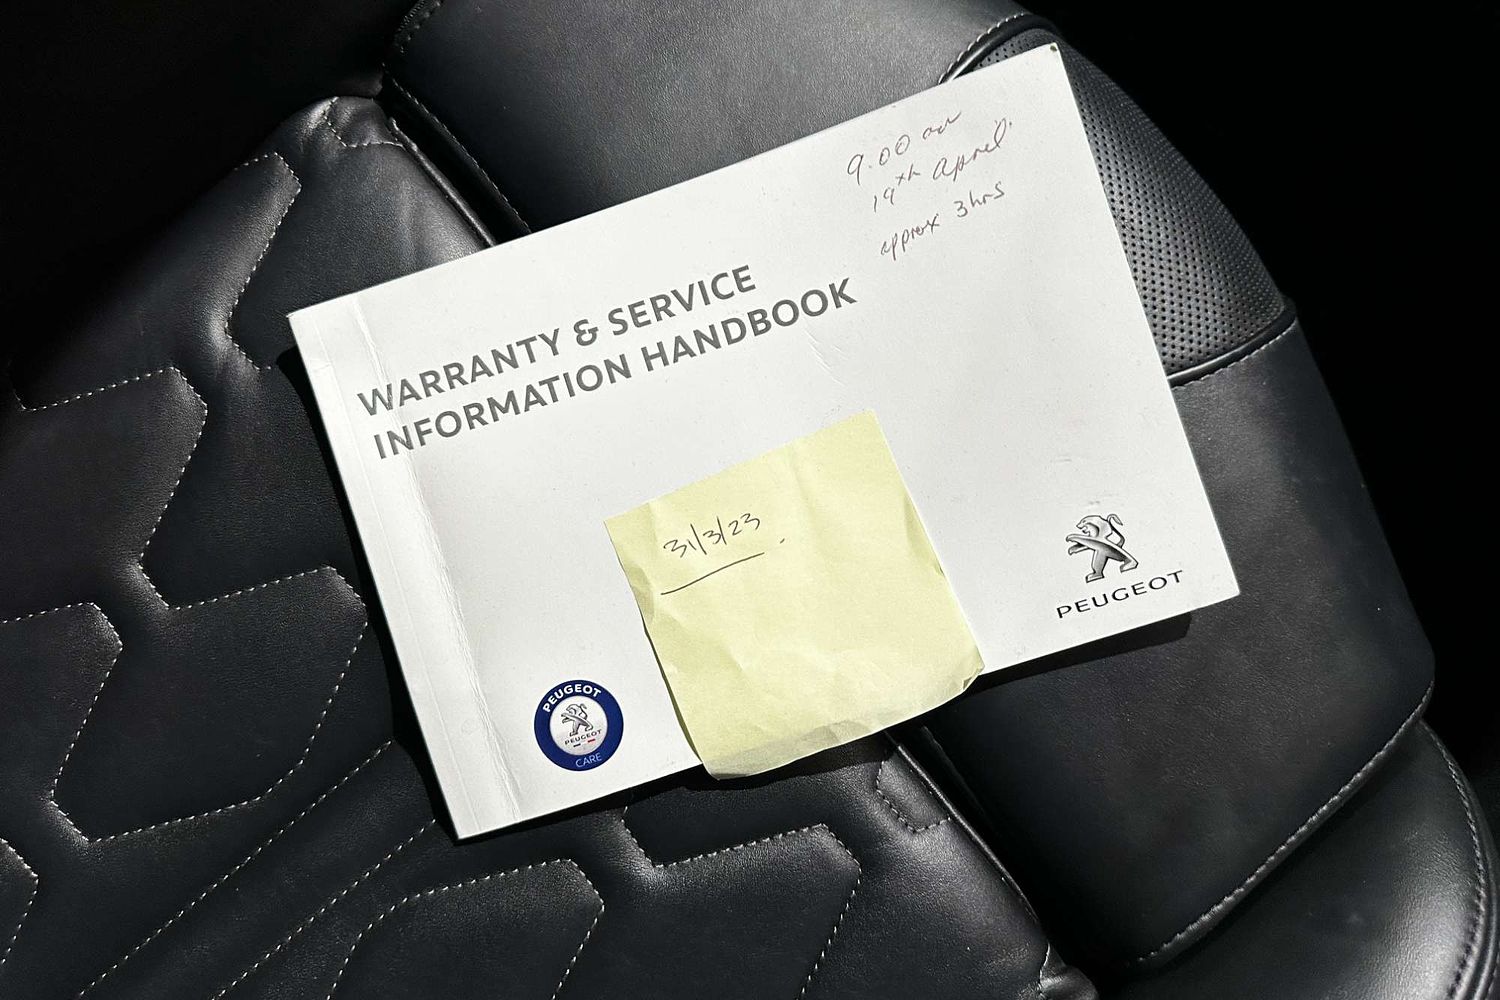 9.00 am
19th April.
approx 3hrs
WARRANTY & SERVICE
INFORMATION HANDBOOK
31/3/23.
PEUGEOT
PEUGEOT
PEUGEOT
CARE